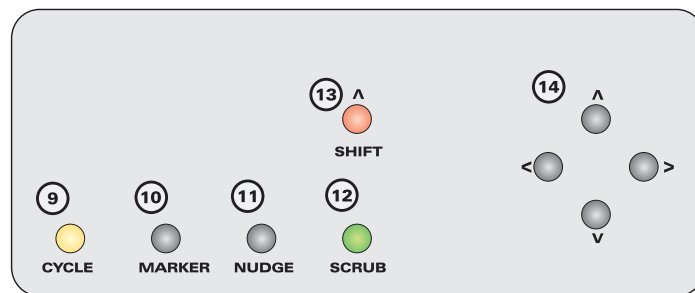 13 ^ 14 ^
SHIFT < >
9 10 11 12
v
CYCLE MARKER NUDGE SCRUB